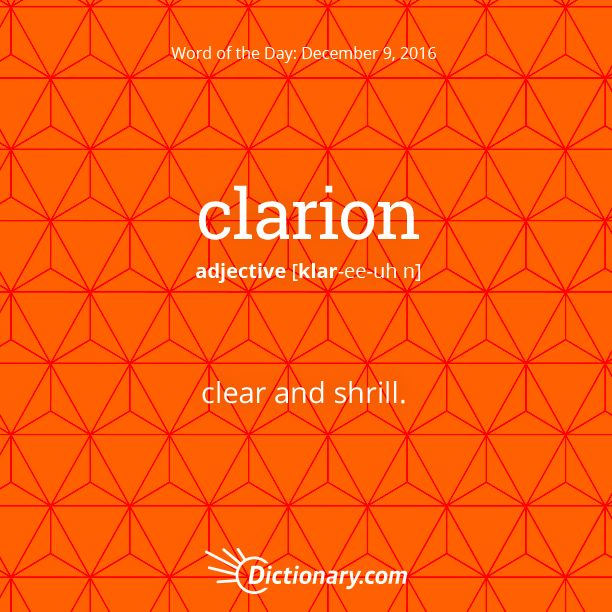 Word of the Day: December 9, 2016
clarion
adjective [klar-ee-uh n]
clear and shrill.
Dictionary.com